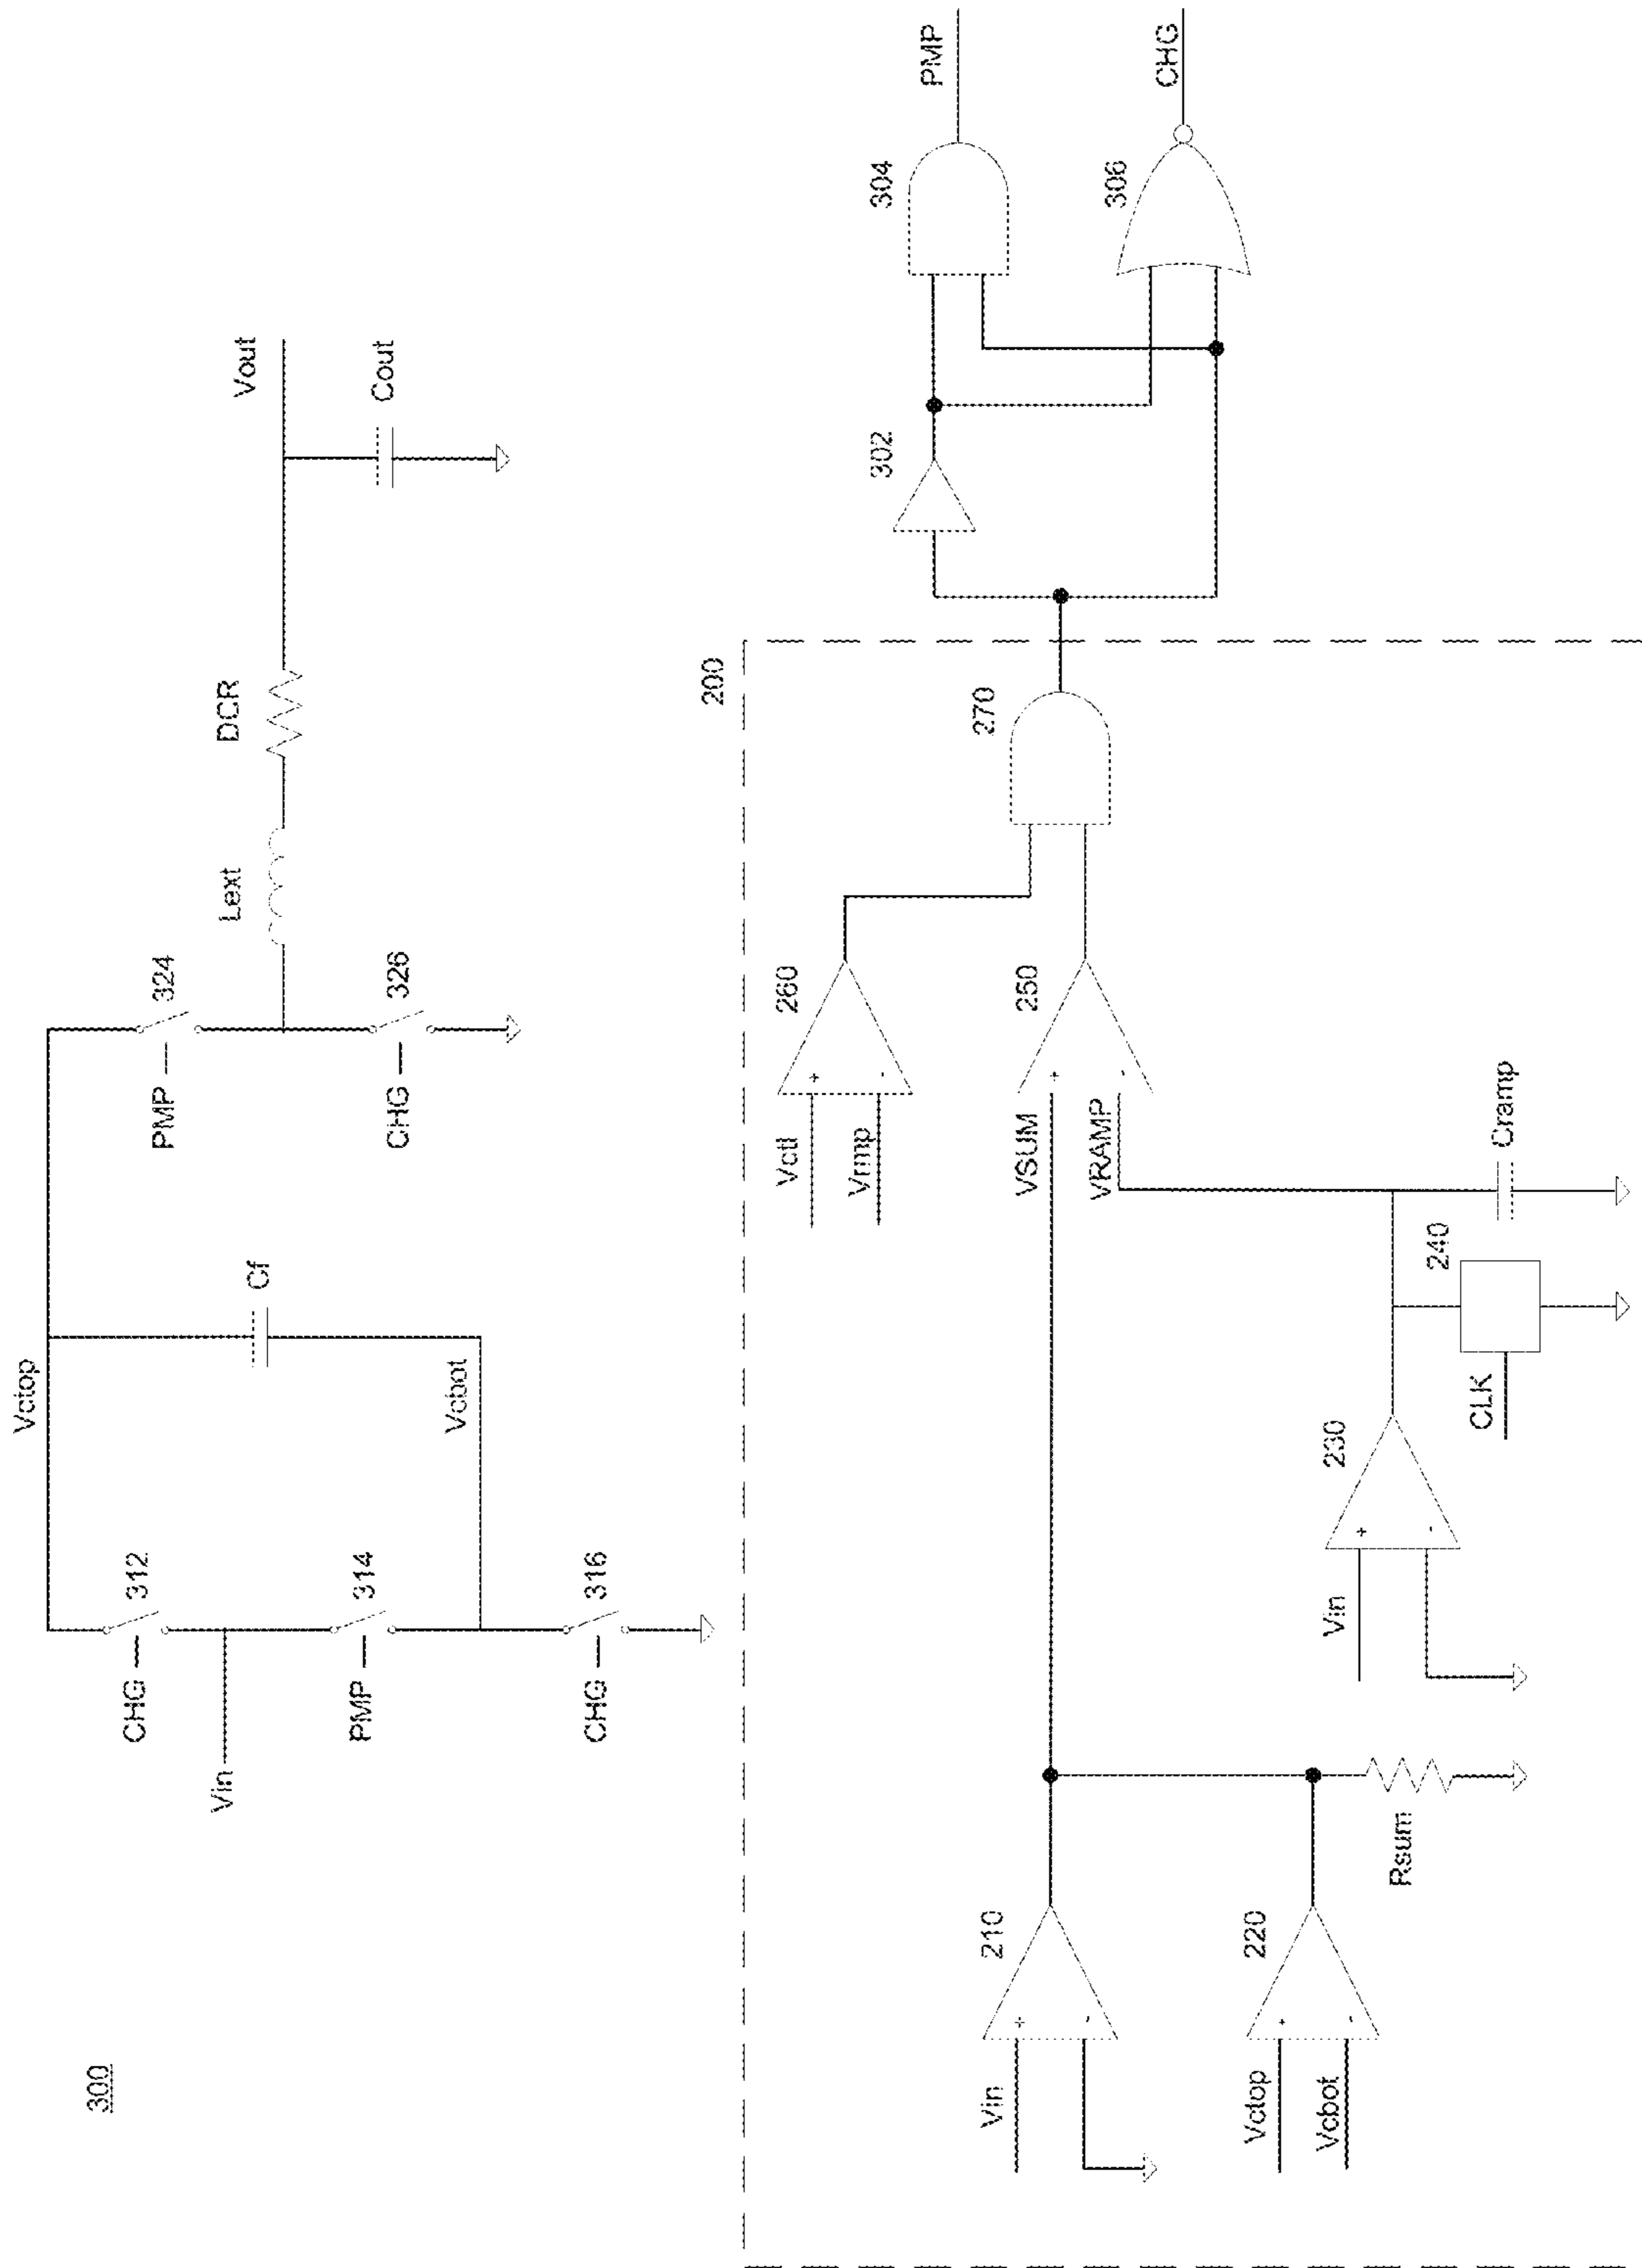 300
Vctop
CHG
312
Cf
PMP
324
Lext
DCR
Vout
Vin
PMP
314
CHG
326
Cout
Vcbot
CHG
316
200
Vctl
260
Vrmp
302
304
PMP
270
VSUM
250
Vin
210
VRAMP
306
CHG
Vctop
220
Vin
230
Vcbot
Rsum
CLK
240
Cramp
+
-
+
-
+
-
+
-
+
-